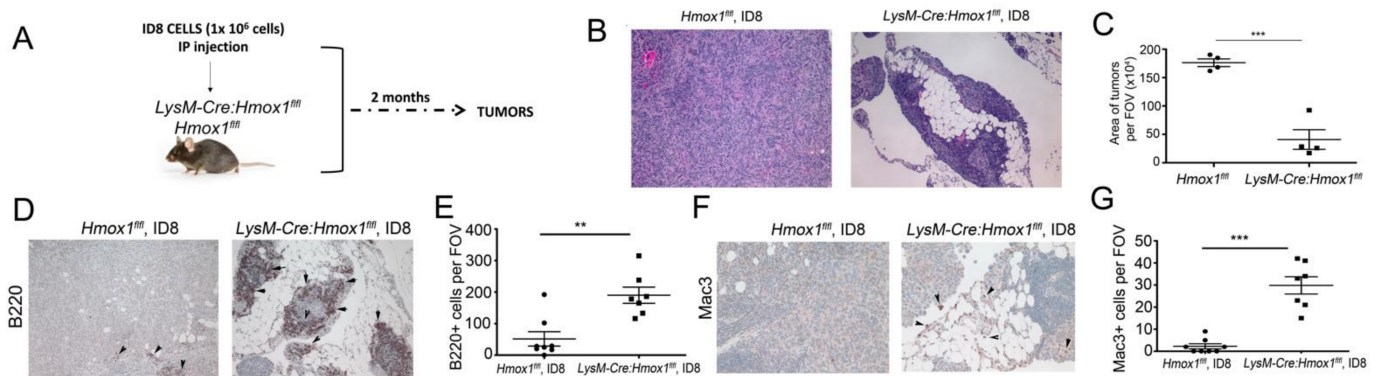 A
ID8 CELLS (1x 10⁶ cells)
IP injection
LysM-Cre:Hmox1ᶠˡ/ᶠˡ
Hmox1ᶠˡ/ᶠˡ
2 months
TUMORS
B
Hmox1ᶠˡ/ᶠˡ, ID8
LysM-Cre:Hmox1ᶠˡ/ᶠˡ, ID8
C
Area of tumors
per FOV (x10⁴)
200
150
100
50
0
***
Hmox1ᶠˡ/ᶠˡ
LysM-Cre:Hmox1ᶠˡ/ᶠˡ
D
B220
Hmox1ᶠˡ/ᶠˡ, ID8
LysM-Cre:Hmox1ᶠˡ/ᶠˡ, ID8
E
B220+ cells per FOV
400
300
200
100
0
**
Hmox1ᶠˡ/ᶠˡ, ID8
LysM-Cre:Hmox1ᶠˡ/ᶠˡ, ID8
F
Mac3
Hmox1ᶠˡ/ᶠˡ, ID8
LysM-Cre:Hmox1ᶠˡ/ᶠˡ, ID8
G
Mac3+ cells per FOV
50
40
30
20
10
0
***
Hmox1ᶠˡ/ᶠˡ, ID8
LysM-Cre:Hmox1ᶠˡ/ᶠˡ, ID8